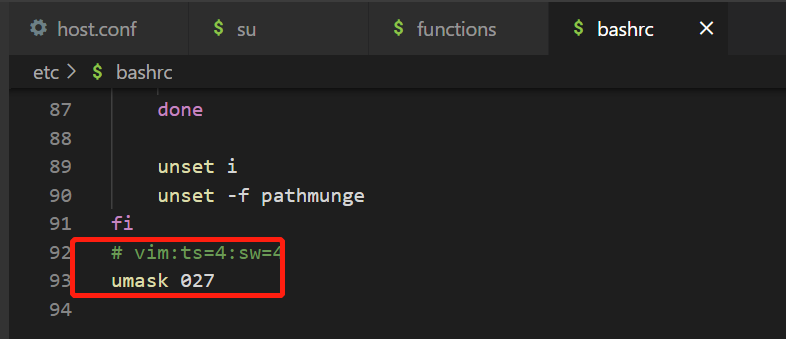 host.conf $ su $ functions $ bashrc ×
etc > $ bashrc
87 done
88
89 unset i
90 unset -f pathmunge
91 fi
92 # vim:ts=4:sw=4
93 umask 027
94